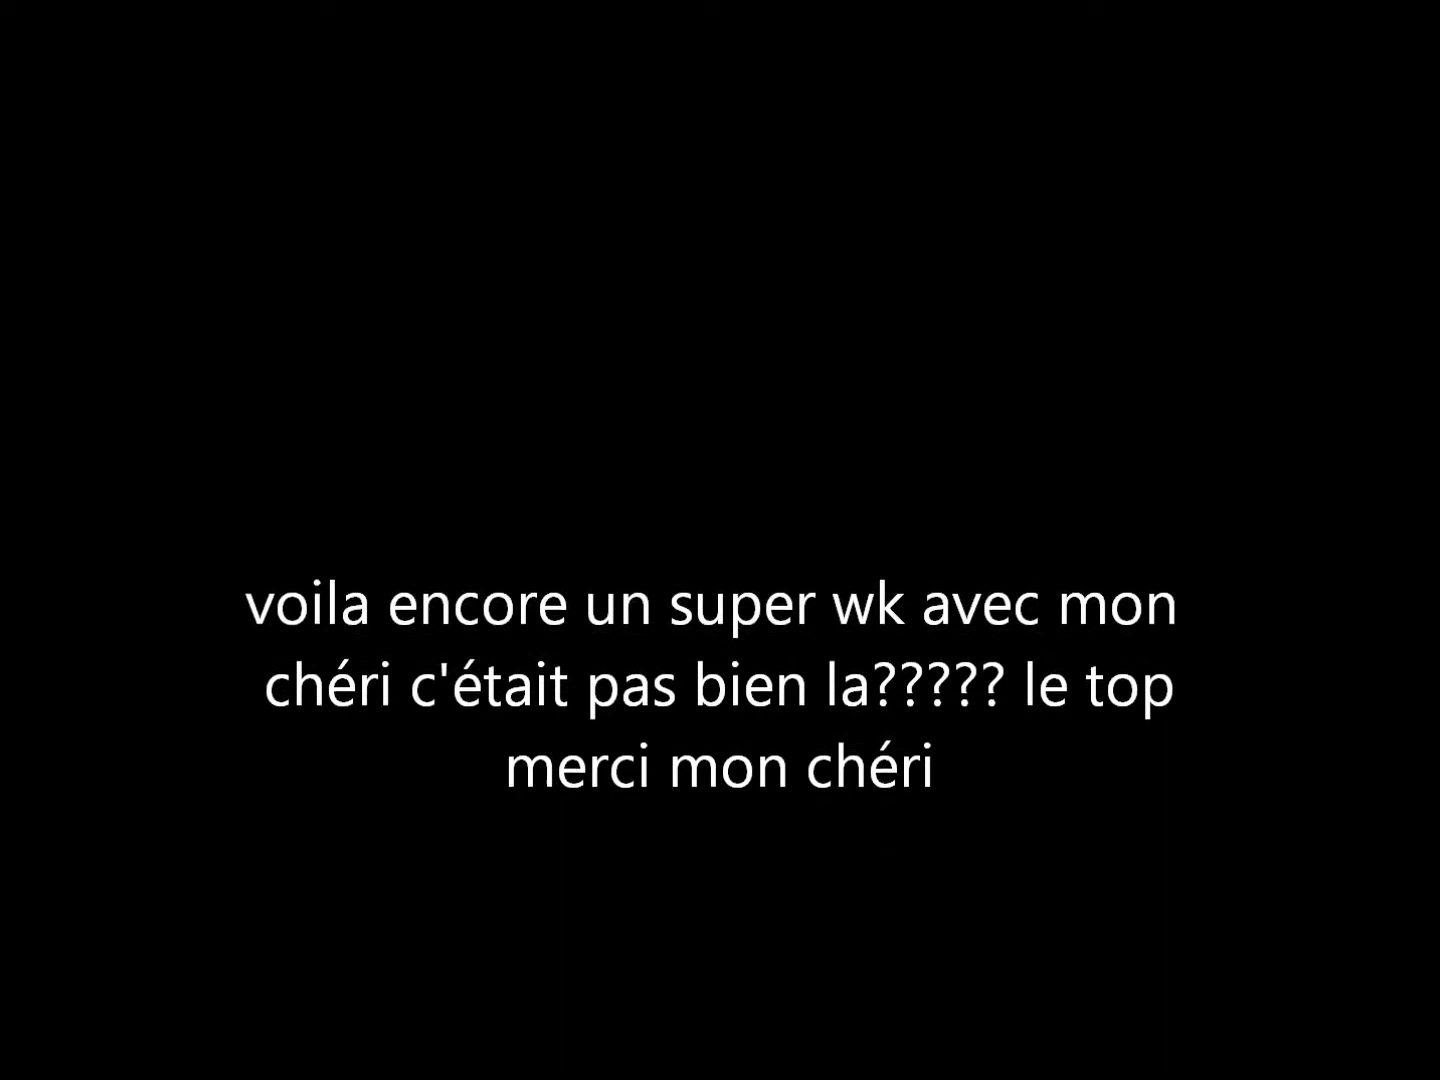 voila encore un super wk avec mon
chéri c'était pas bien la????? le top
merci mon chéri